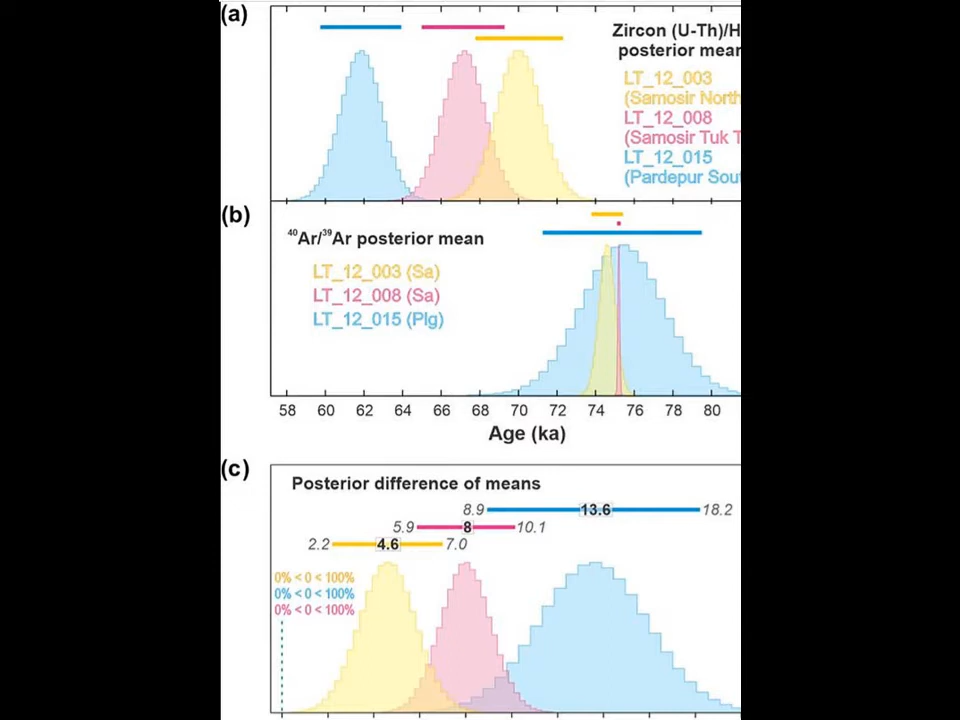 (a)
Zircon (U-Th)/H
posterior mear
LT_12_003
(Samosir North
LT_12_008
(Samosir Tuk T
LT_12_015
(Pardepur Sou
(b)
40Ar/39Ar posterior mean
LT_12_003 (Sa)
LT_12_008 (Sa)
LT_12_015 (Plg)
58 60 62 64 66 68 70 72 74 76 78 80
Age (ka)
(c)
Posterior difference of means
8.9 13.6 18.2
5.9 8 10.1
2.2 4.6 7.0
0% < 0 < 100%
0% < 0 < 100%
0% < 0 < 100%